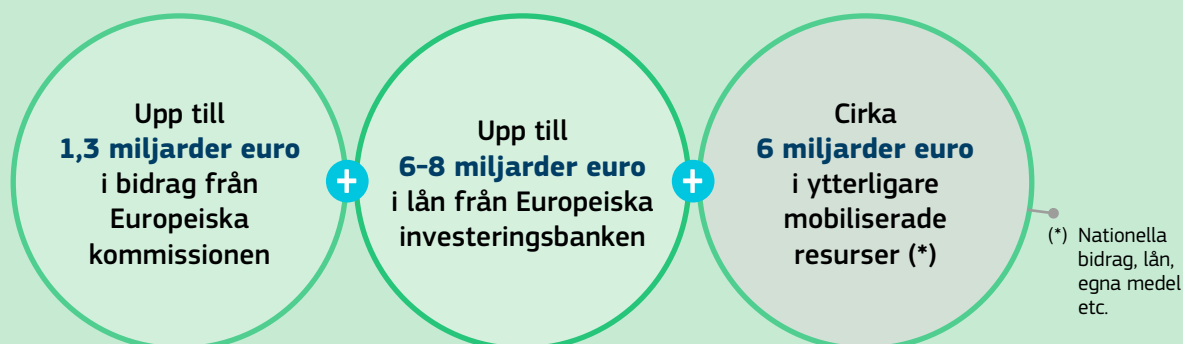 Upp till
1,3 miljarder euro
i bidrag från
Europeiska
kommissionen
+
Upp till
6–8 miljarder euro
i lån från Europeiska
investeringsbanken
+
Cirka
6 miljarder euro
i ytterligare
mobiliserade
resurser (*)
(*) Nationella
bidrag, lån,
egna medel
etc.